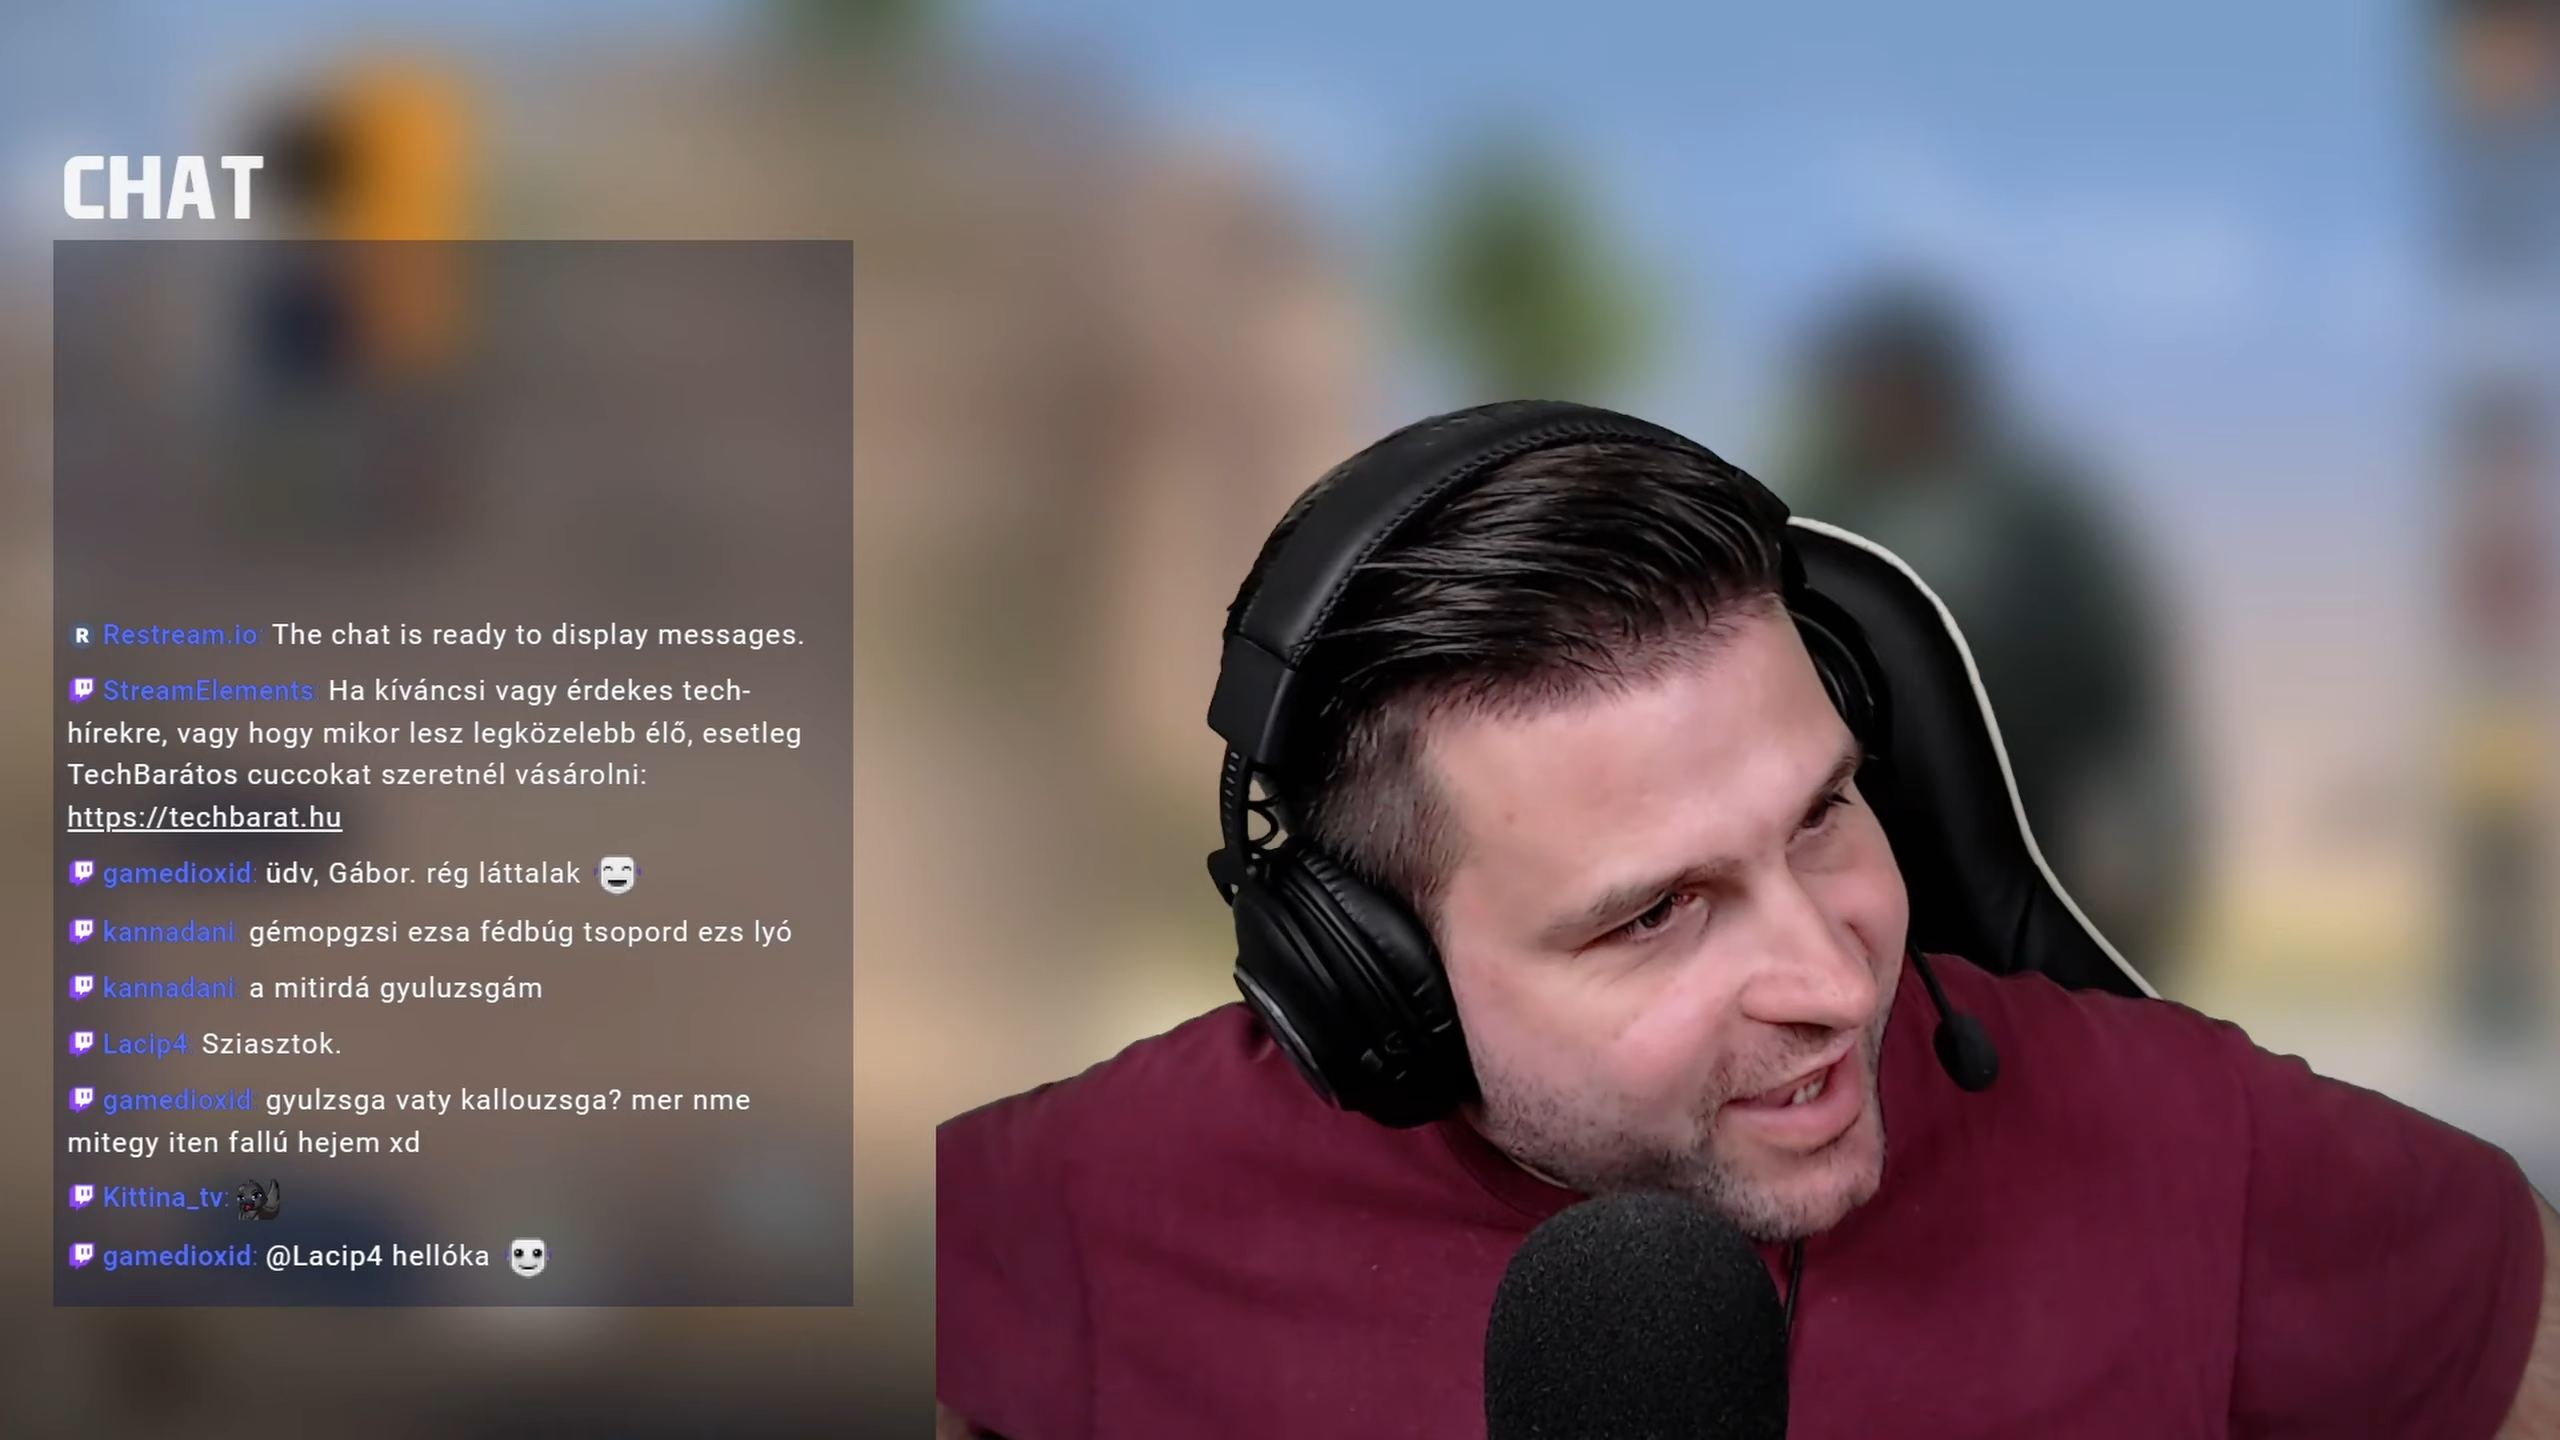 CHAT
R Restream.io: The chat is ready to display messages.
StreamElements: Ha kíváncsi vagy érdekes tech-
hírekre, vagy hogy mikor lesz legközelebb élő, esetleg
TechBarátos cuccokat szeretnél vásárolni:
https://techbarat.hu
gamedioxid: üdv, Gábor. rég láttalak
kannadani: gémopgzsi ezsa fédbúg tsopord ezs lyó
kannadani: a mitirdá gyuluzsgám
Lacip4: Sziasztok.
gamedioxid: gyulzsga vaty kallouzsga? mer nme
mitegy iten fallú hejem xd
Kittina_tv:
gamedioxid: @Lacip4 hellóka